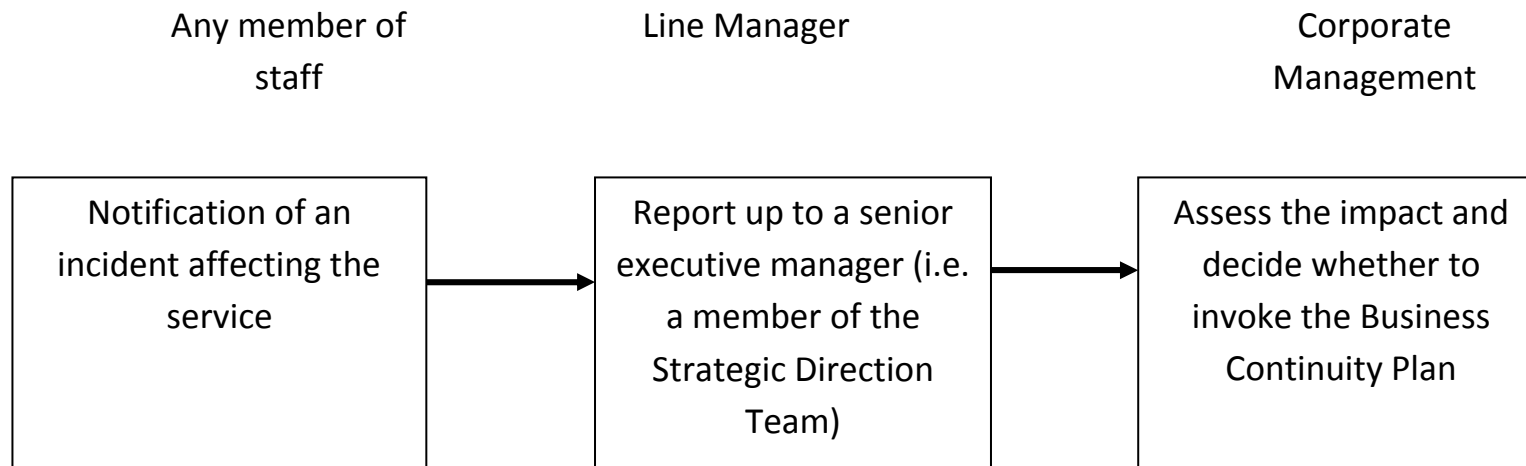 Any member of
staff
Line Manager
Corporate
Management
Notification of an
incident affecting the
service
Report up to a senior
executive manager (i.e.
a member of the
Strategic Direction
Team)
Assess the impact and
decide whether to
invoke the Business
Continuity Plan